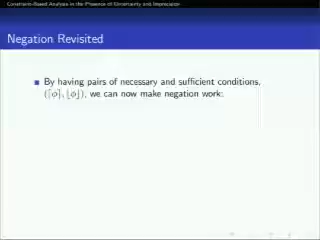 Constraint-Based Analysis in the Presence of Uncertainty and Imprecision
Negation Revisited
By having pairs of necessary and sufficient conditions,
(⌈ϕ⌉, ⌊ϕ⌋), we can now make negation work: